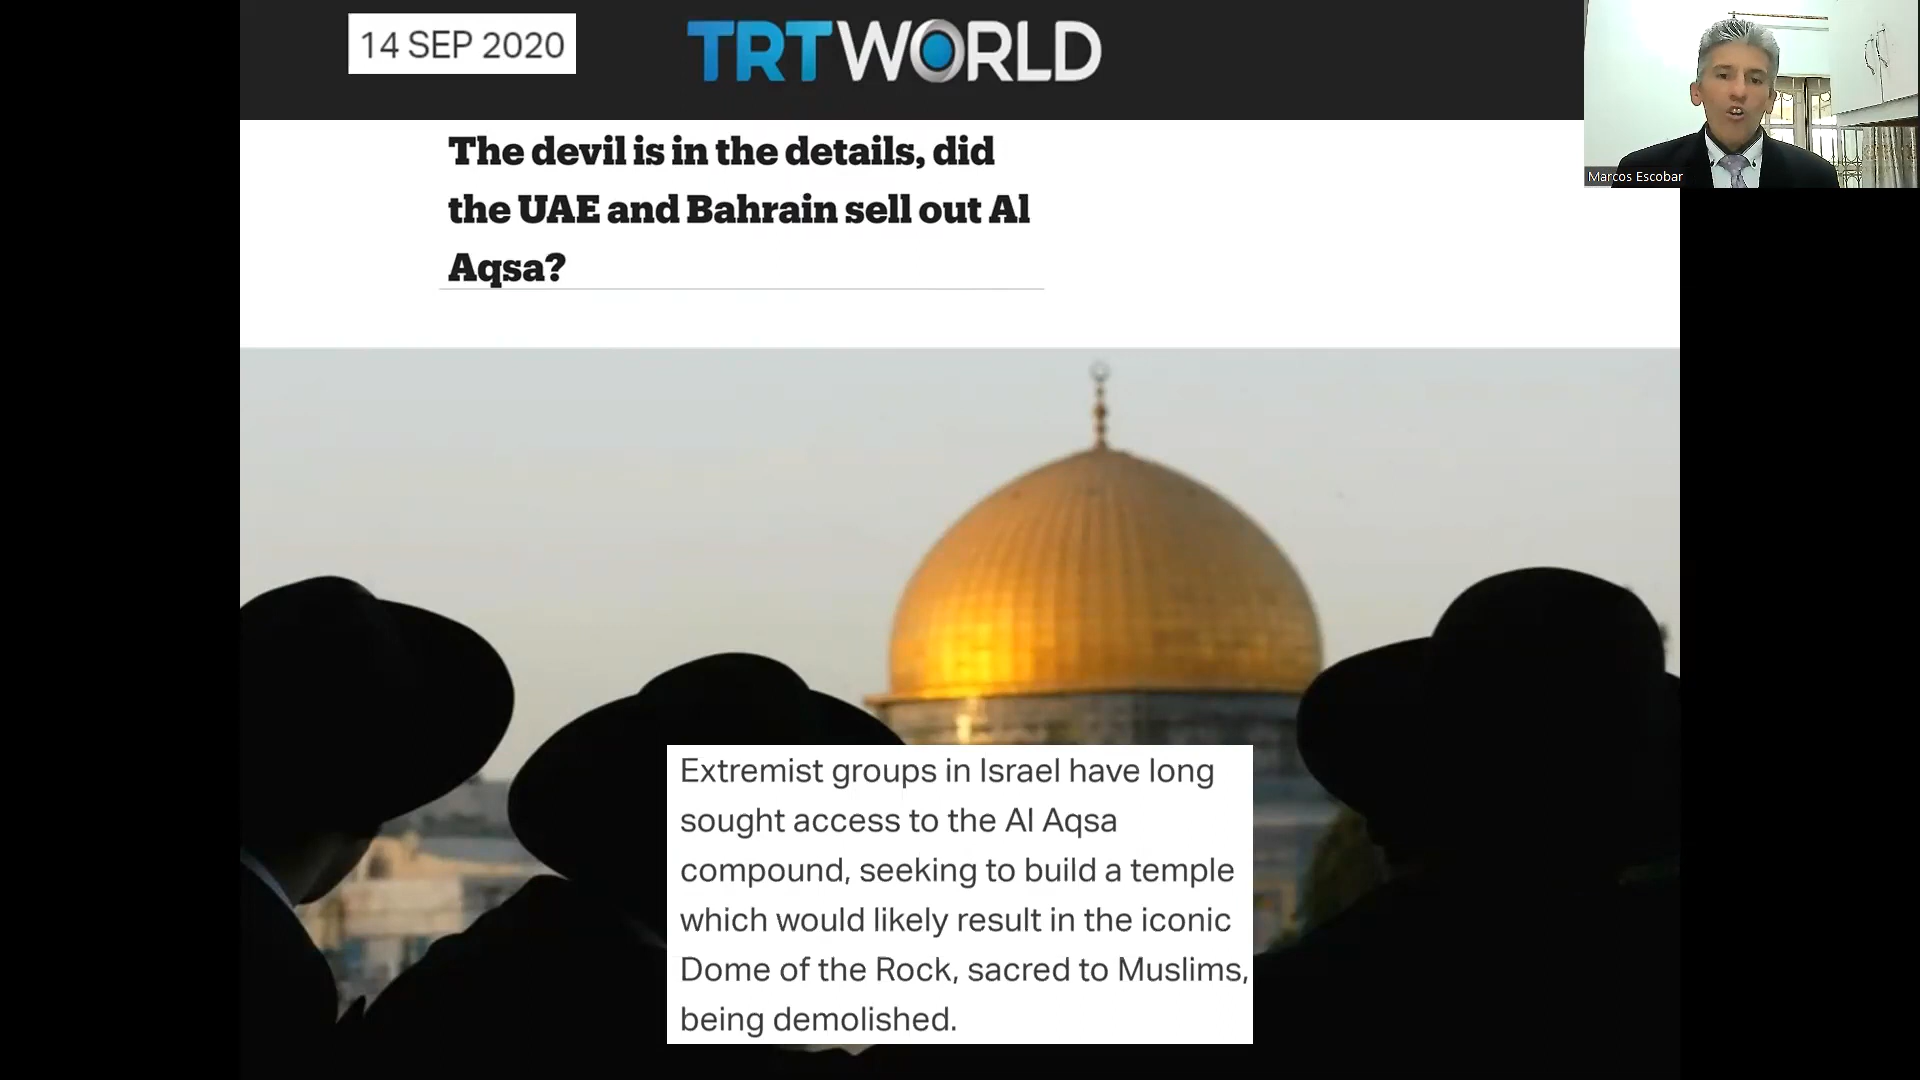 14 SEP 2020
TRT WORLD
Marcos Escobar
The devil is in the details, did
the UAE and Bahrain sell out Al
Aqsa?
Extremist groups in Israel have long
sought access to the Al Aqsa
compound, seeking to build a temple
which would likely result in the iconic
Dome of the Rock, sacred to Muslims,
being demolished.